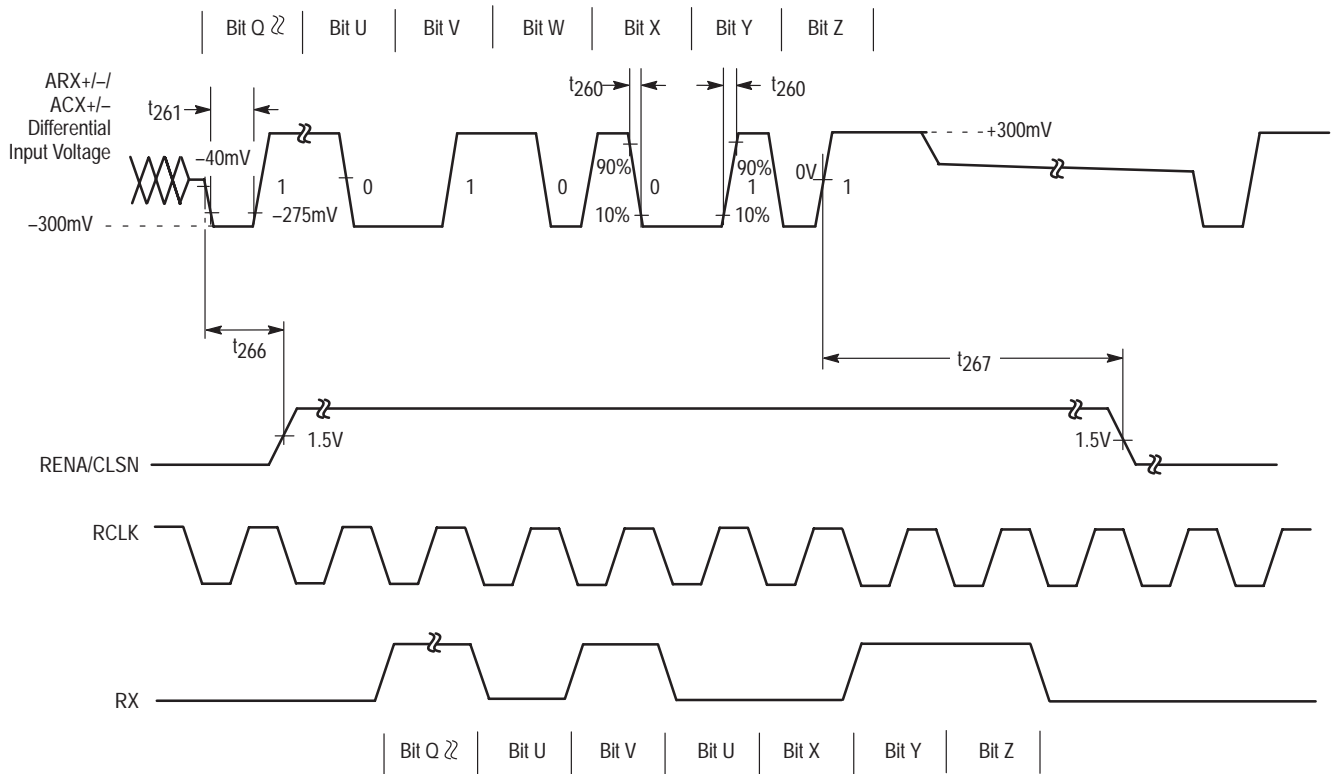 Bit Q Bit U Bit V Bit W Bit X Bit Y Bit Z
ARX+/–/
ACX+/–
Differential
Input Voltage
t261
t260
t260
+300mV
–40mV
90%
90%
0V
1
0
1
0
0
1
1
–275mV
10%
10%
–300mV
t266
t267
1.5V
1.5V
RENA/CLSN
RCLK
RX
Bit Q Bit U Bit V Bit U Bit X Bit Y Bit Z